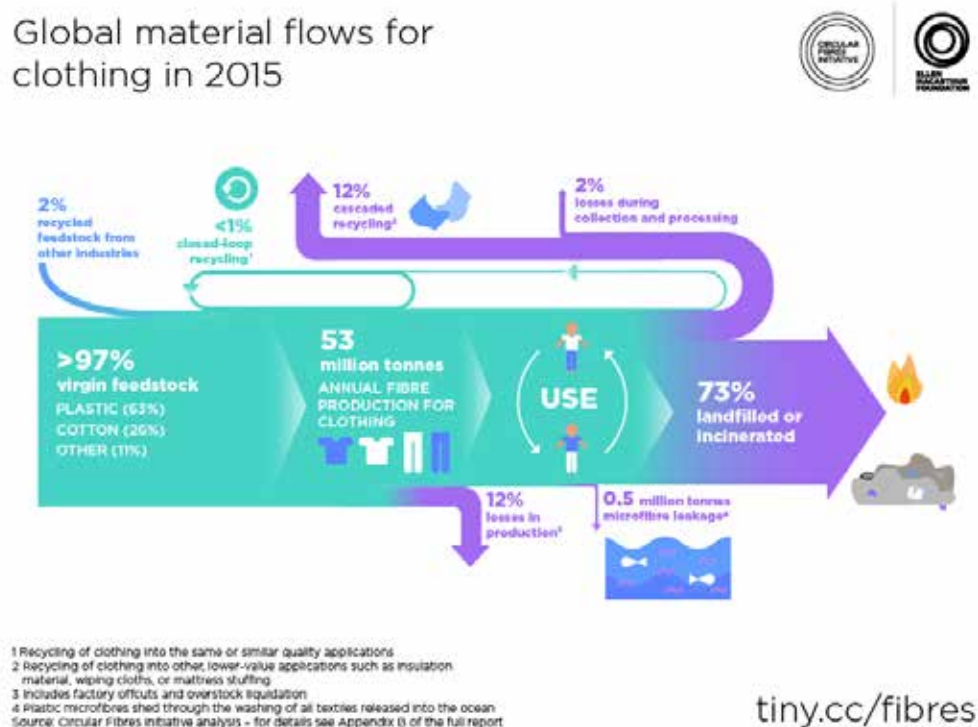 Global material flows for
clothing in 2015
CIRCULAR
FIBRES
INITIATIVE
ELLEN
MACARTHUR
FOUNDATION
2%
recycled
feedstock from
other industries
<1%
closed-loop
recycling¹
12%
cascaded
recycling²
2%
losses during
collection and processing
>97%
virgin feedstock
PLASTIC (63%)
COTTON (26%)
OTHER (11%)
53
million tonnes
ANNUAL FIBRE
PRODUCTION FOR
CLOTHING
USE
73%
landfilled or
incinerated
12%
losses in
production³
0.5 million tonnes
microfibre leakage⁴
1 Recycling of clothing into the same or similar quality applications
2 Recycling of clothing into other, lower-value applications such as insulation
material, wiping cloths, or mattress stuffing
3 Includes factory offcuts and overstock liquidation
4 Plastic microfibres shed through the washing of all textiles released into the ocean
Source: Circular Fibres Initiative analysis – for details see Appendix B of the full report
tiny.cc/fibres